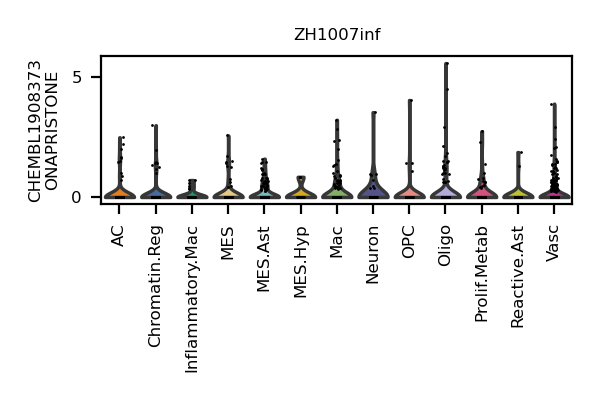 ZH1007inf
CHEMBL1908373
ONAPRISTONE
5
0
AC
Chromatin.Reg
Inflammatory.Mac
MES
MES.Ast
MES.Hyp
Mac
Neuron
OPC
Oligo
Prolif.Metab
Reactive.Ast
Vasc